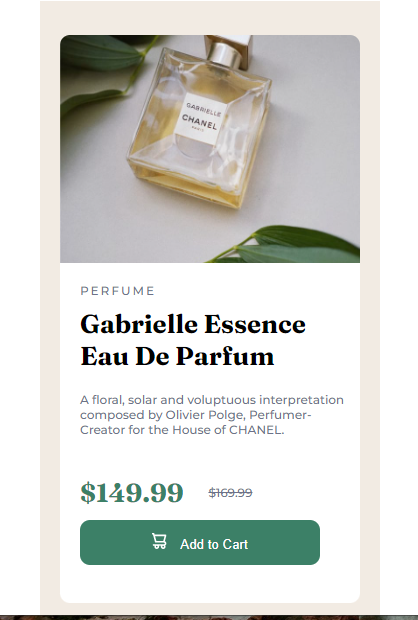 GABRIELLE
CHANEL
PARIS
PERFUME
Gabrielle Essence
Eau De Parfum
A floral, solar and voluptuous interpretation
composed by Olivier Polge, Perfumer-
Creator for the House of CHANEL.
$149.99 $169.99
Add to Cart